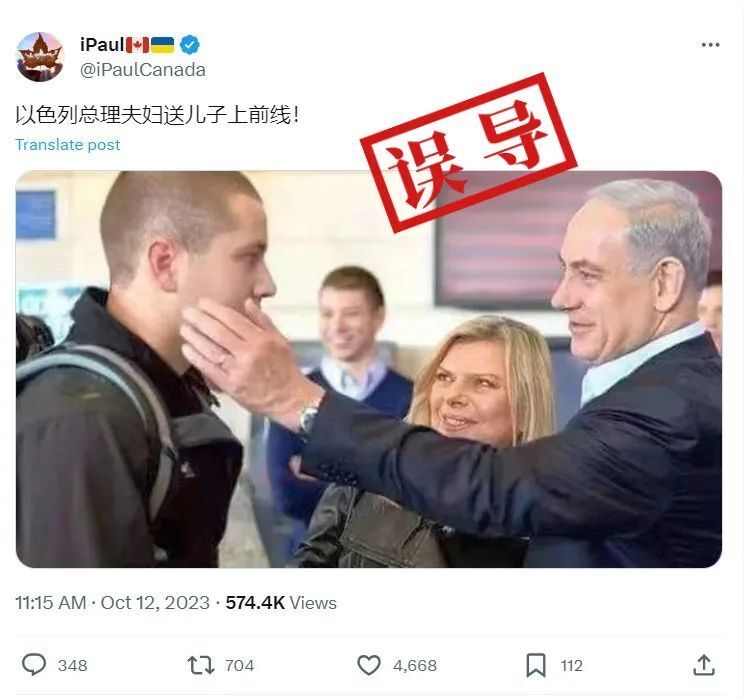 iPaul🇨🇦🇺🇦
@iPaulCanada
以色列总理夫妇送儿子上前线!
Translate post
误导
11:15 AM · Oct 12, 2023 · 574.4K Views
348 704 4,668 112